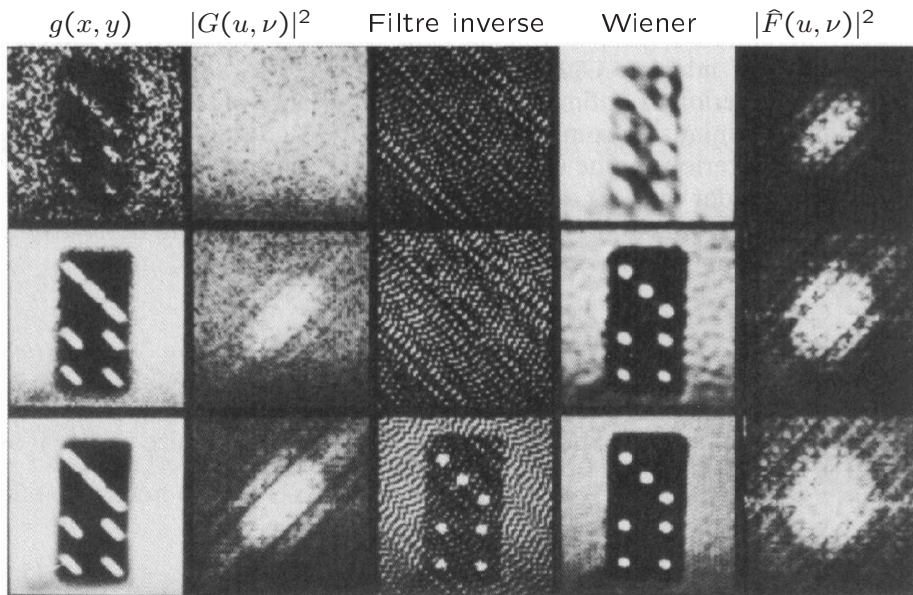 g(x, y) |G(u, ν)|² Filtre inverse Wiener |F̂(u, ν)|²